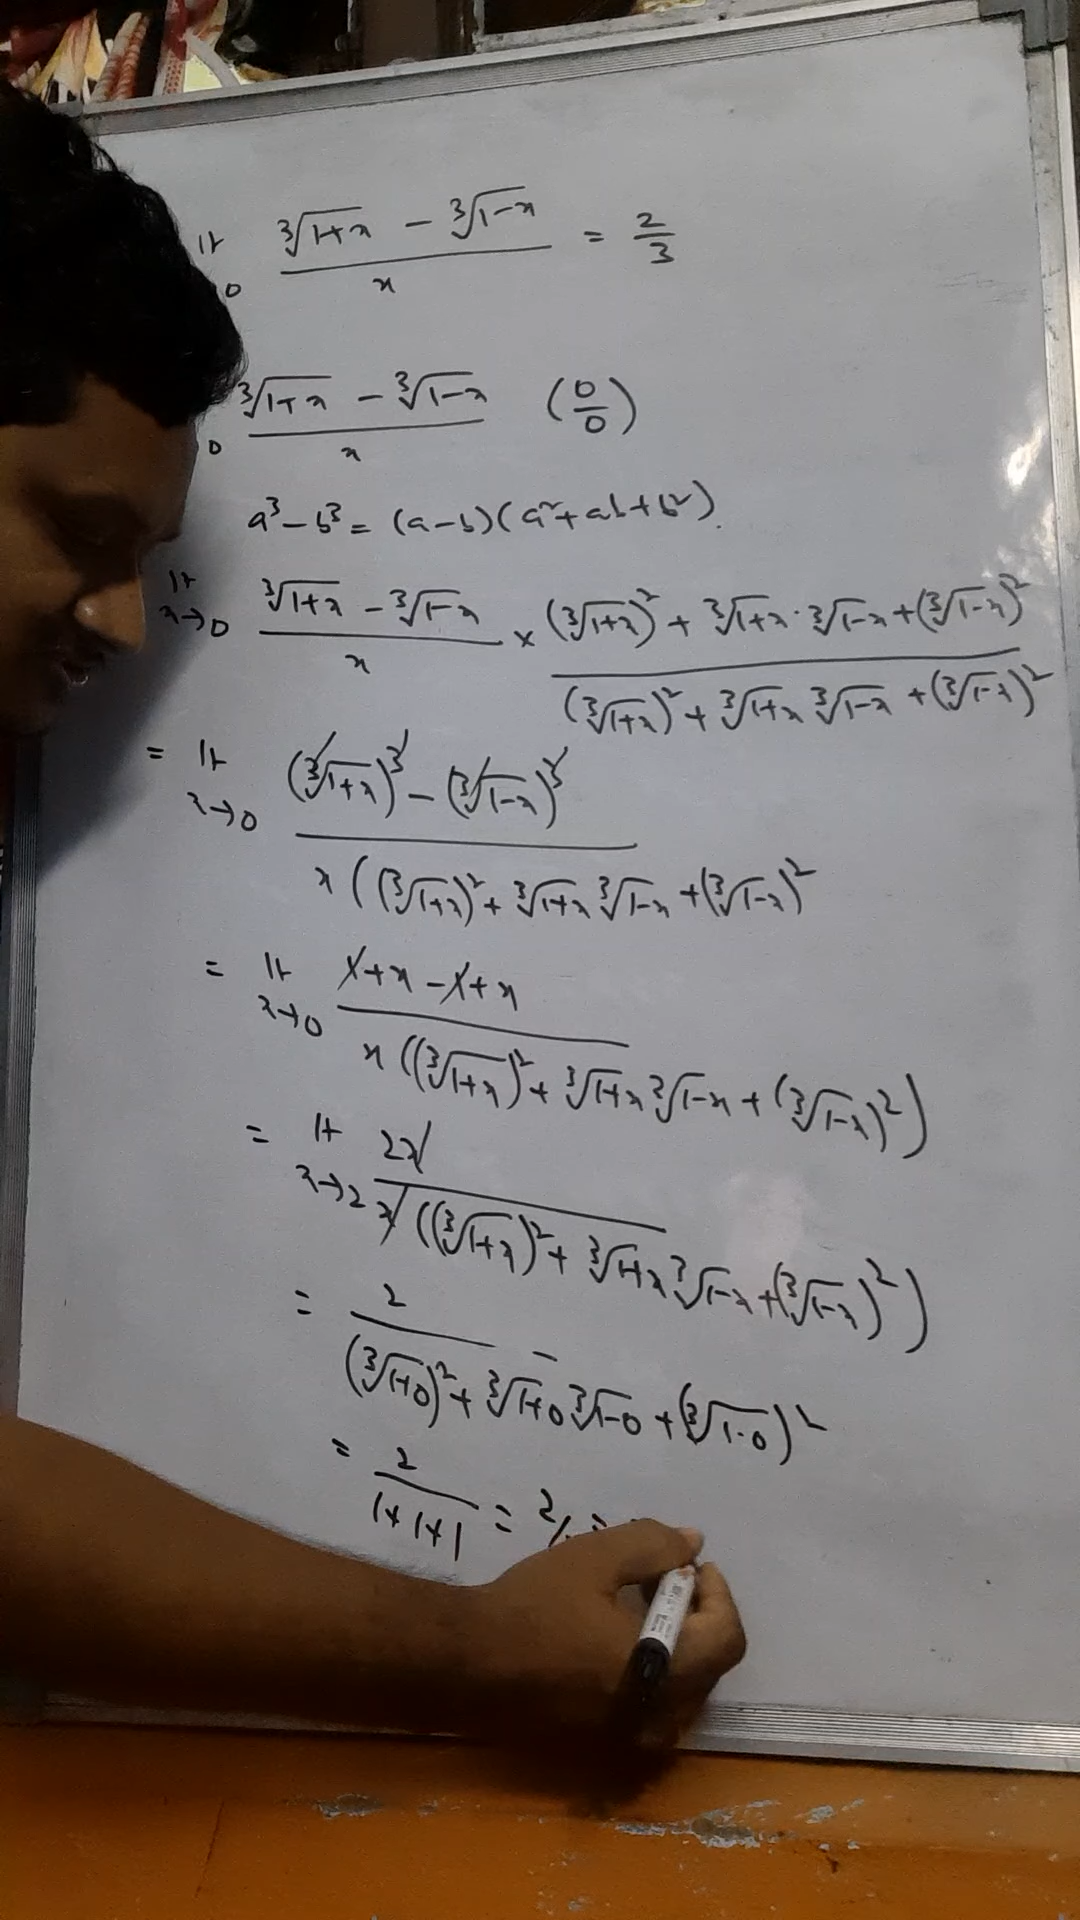 lt ∛(1+x) - ∛(1-x) / x = 2/3
0
∛(1+x) - ∛(1-x) / x (0/0)
0
a³-b³ = (a-b)(a²+ab+b²).
lt x→0 ∛(1+x) - ∛(1-x) / x × (∛(1+x))² + ∛(1+x)·∛(1-x) + (∛(1-x))² / (∛(1+x))² + ∛(1+x) ∛(1-x) + (∛(1-x))²
= lt x→0 (∛(1+x))³ - (∛(1-x))³ / x((∛(1+x))² + ∛(1+x) ∛(1-x) + (∛(1-x))²
= lt x→0 1+x-1+x / x((∛(1+x))² + ∛(1+x) ∛(1-x) + (∛(1-x))²)
= lt x→2 2x / x((∛(1+x))² + ∛(1+x) ∛(1-x) + (∛(1-x))²)
= 2 / (∛(1+0))² + ∛(1+0) ∛(1-0) + (∛(1-0))²
= 2 / 1+1+1 = 2/